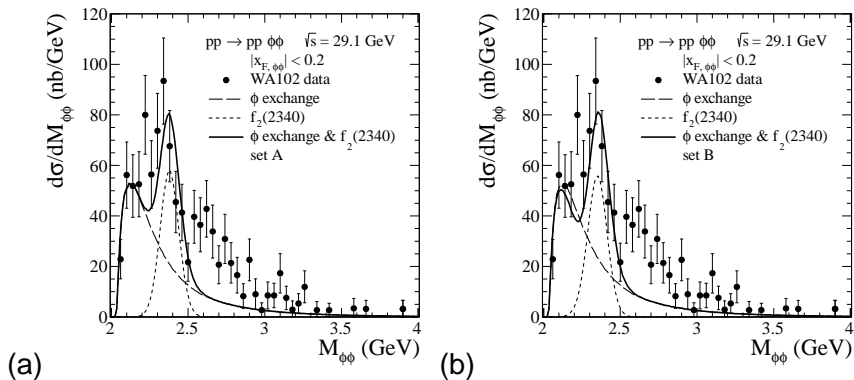 dσ/dM_ϕϕ (nb/GeV)
120
100
80
60
40
20
0
pp → pp ϕϕ √s = 29.1 GeV
|x_F, ϕϕ| < 0.2
WA102 data
ϕ exchange
f_2(2340)
ϕ exchange & f_2(2340)
set A
2 2.5 3 3.5 4
M_ϕϕ (GeV)
(a)
dσ/dM_ϕϕ (nb/GeV)
120
100
80
60
40
20
0
pp → pp ϕϕ √s = 29.1 GeV
|x_F, ϕϕ| < 0.2
WA102 data
ϕ exchange
f_2(2340)
ϕ exchange & f_2(2340)
set B
2 2.5 3 3.5 4
M_ϕϕ (GeV)
(b)